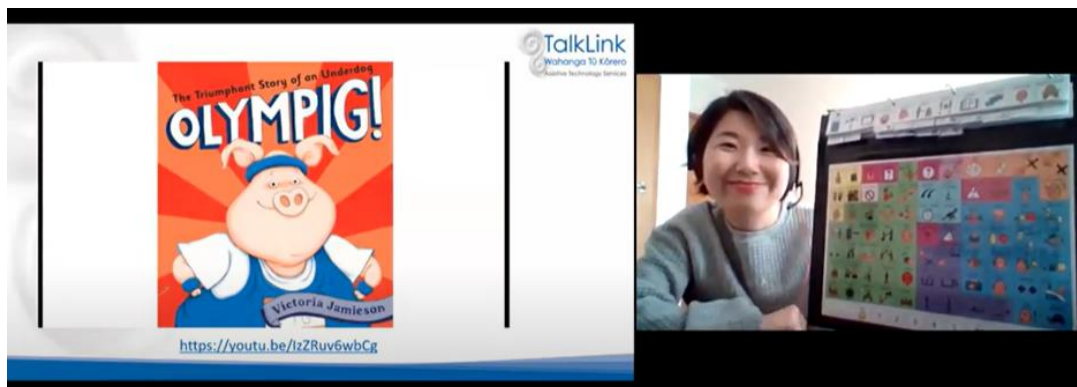 TalkLink
Wahanga Tū Kōrero
Assistive Technology Services
The Triumphant Story of an Underdog
OLYMPIG!
Victoria Jamieson
https://youtu.be/IzZRuv6wbCg